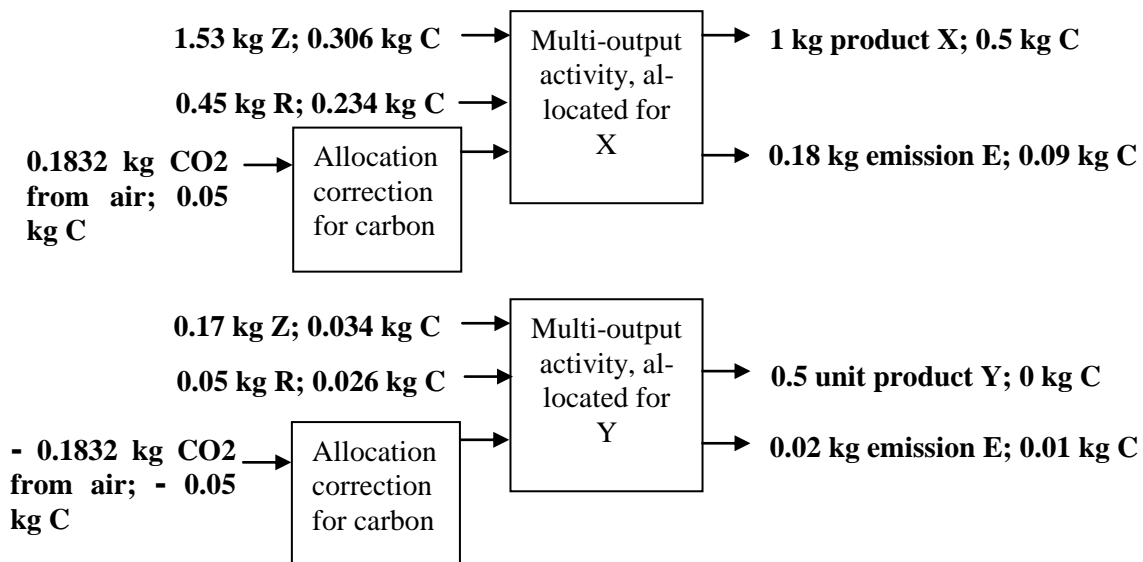 1.53 kg Z; 0.306 kg C
0.45 kg R; 0.234 kg C
0.1832 kg CO2
from air; 0.05
kg C
Allocation
correction
for carbon
Multi-output
activity, al-
located for
X
1 kg product X; 0.5 kg C
0.18 kg emission E; 0.09 kg C
0.17 kg Z; 0.034 kg C
0.05 kg R; 0.026 kg C
- 0.1832 kg CO2
from air; - 0.05
kg C
Allocation
correction
for carbon
Multi-output
activity, al-
located for
Y
0.5 unit product Y; 0 kg C
0.02 kg emission E; 0.01 kg C